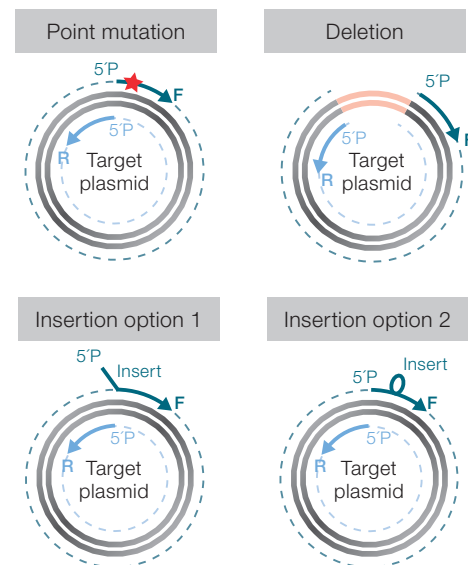 Point mutation
5´P
F
5´P
R
Target
plasmid
Deletion
5´P
F
5´P
R
Target
plasmid
Insertion option 1
5´P
Insert
F
5´P
R
Target
plasmid
Insertion option 2
5´P
Insert
F
5´P
R
Target
plasmid